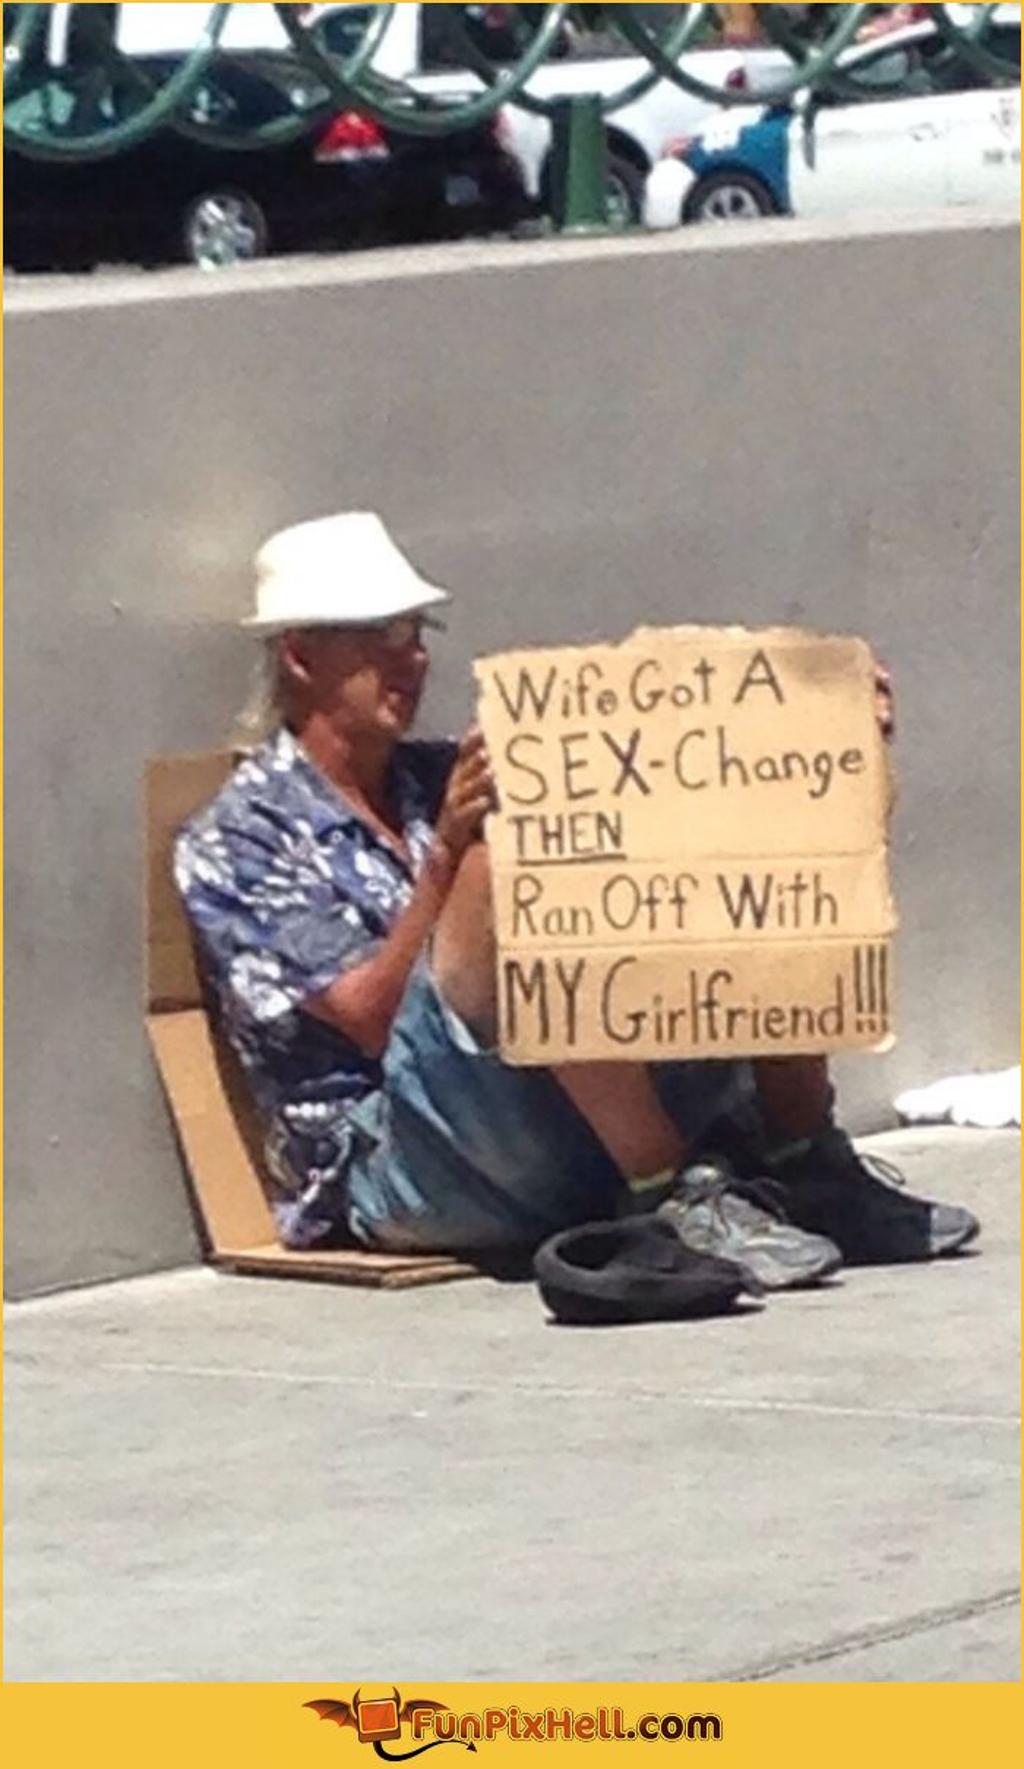 Wife Got A
SEX-Change
THEN
Ran Off With
MY Girlfriend!!!
FunPixHell.com